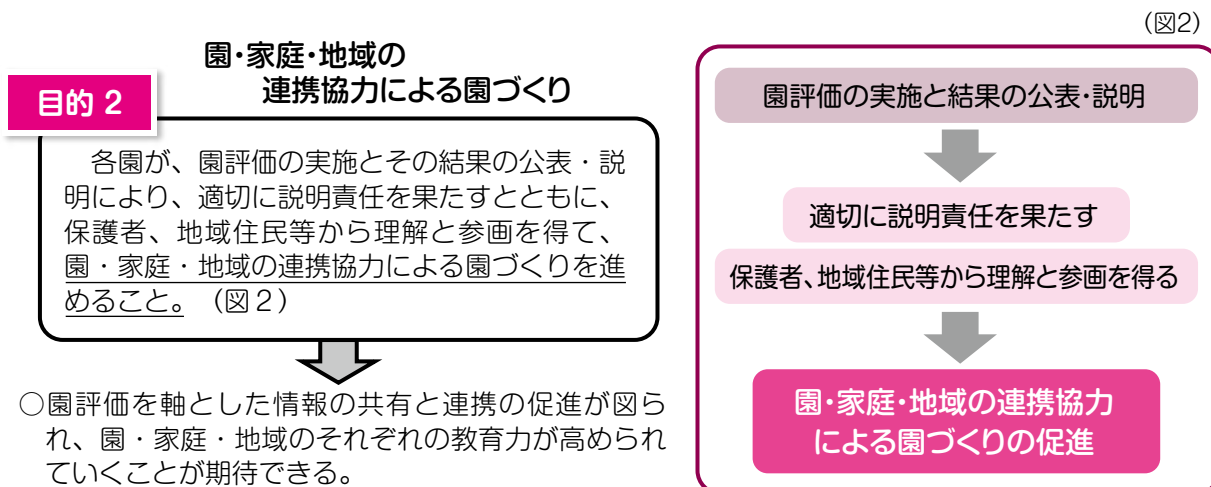 園・家庭・地域の
連携協力による園づくり
目的 2
各園が、園評価の実施とその結果の公表・説
明により、適切に説明責任を果たすとともに、
保護者、地域住民等から理解と参画を得て、
園・家庭・地域の連携協力による園づくりを進
めること。（図２）
○園評価を軸とした情報の共有と連携の促進が図ら
れ、園・家庭・地域のそれぞれの教育力が高められ
ていくことが期待できる。
（図2）
園評価の実施と結果の公表・説明
適切に説明責任を果たす
保護者、地域住民等から理解と参画を得る
園・家庭・地域の連携協力
による園づくりの促進